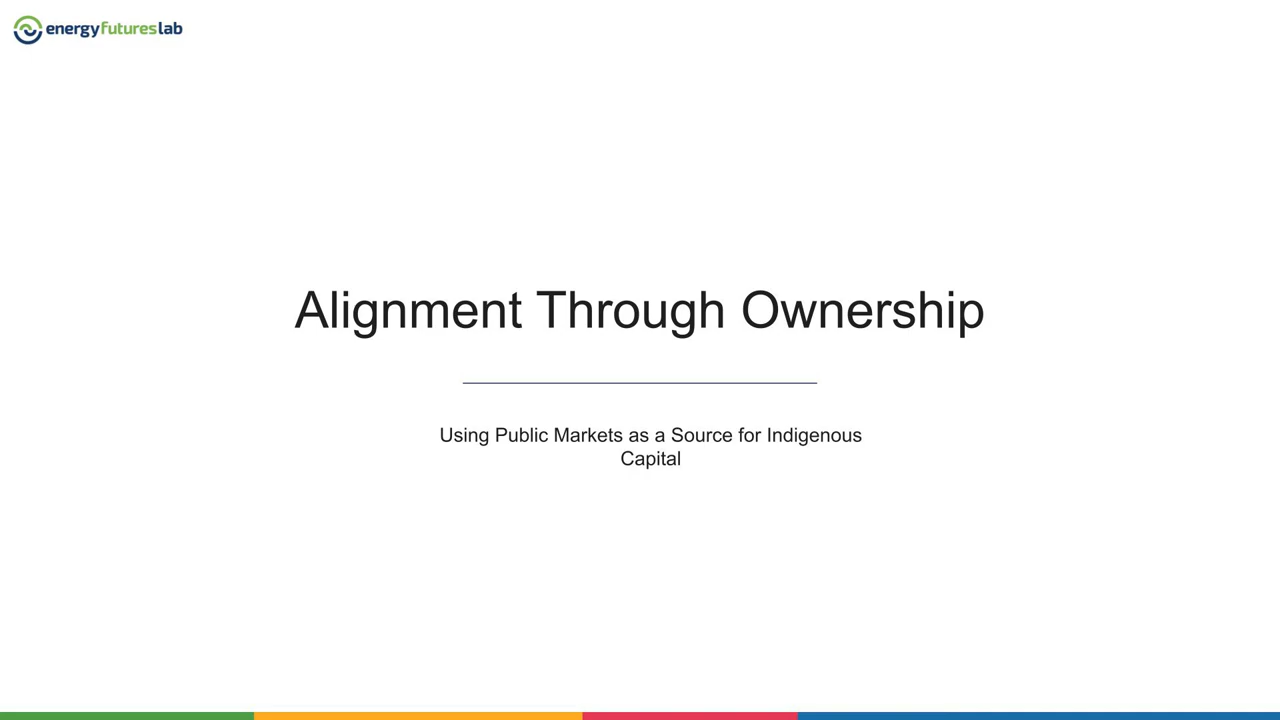 energyfutureslab
Alignment Through Ownership
Using Public Markets as a Source for Indigenous
Capital